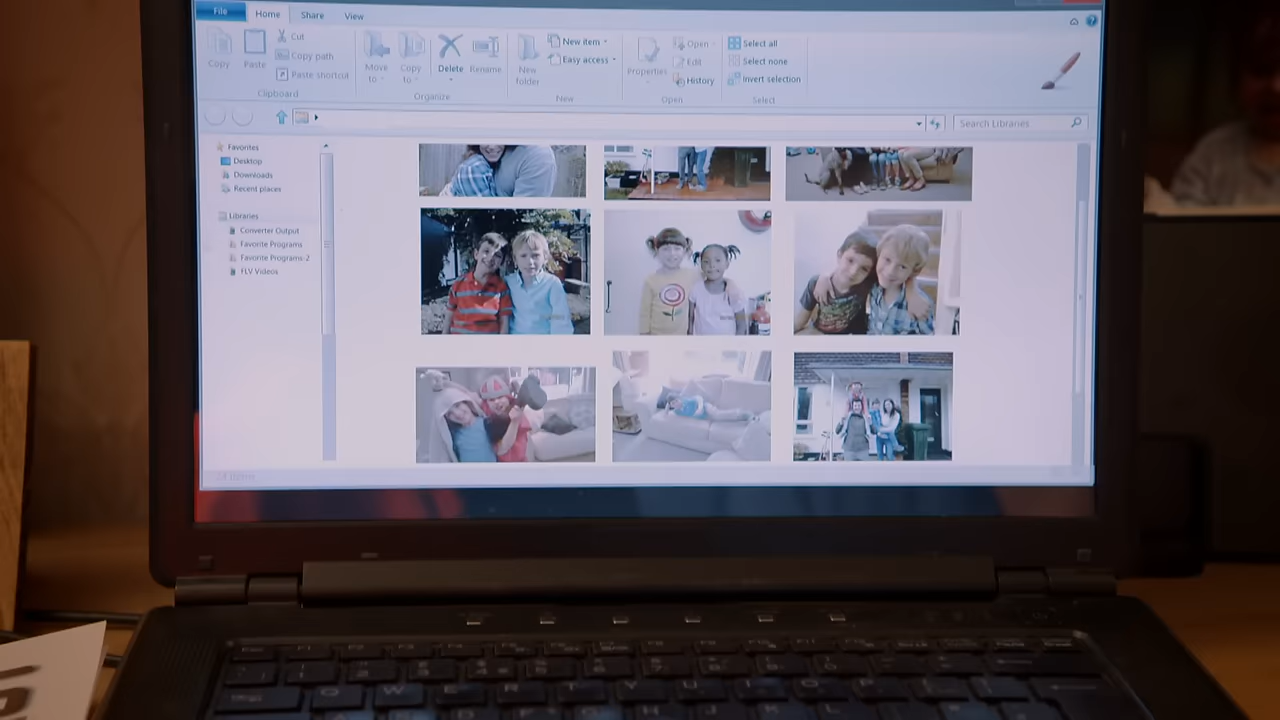 File Home Share View
Copy
Paste
Cut
Copy path
Paste shortcut
Clipboard
Move to
Copy to
Delete
Rename
Organize
New folder
New item
Easy access
New
Properties
Open
Edit
History
Open
Select all
Select none
Invert selection
Select
Search Libraries
Favorites
Desktop
Downloads
Recent places
Libraries
Converter Output
Favorite Programs
Favorite Programs-2
FLV Videos
Q W E R T Y U I O P